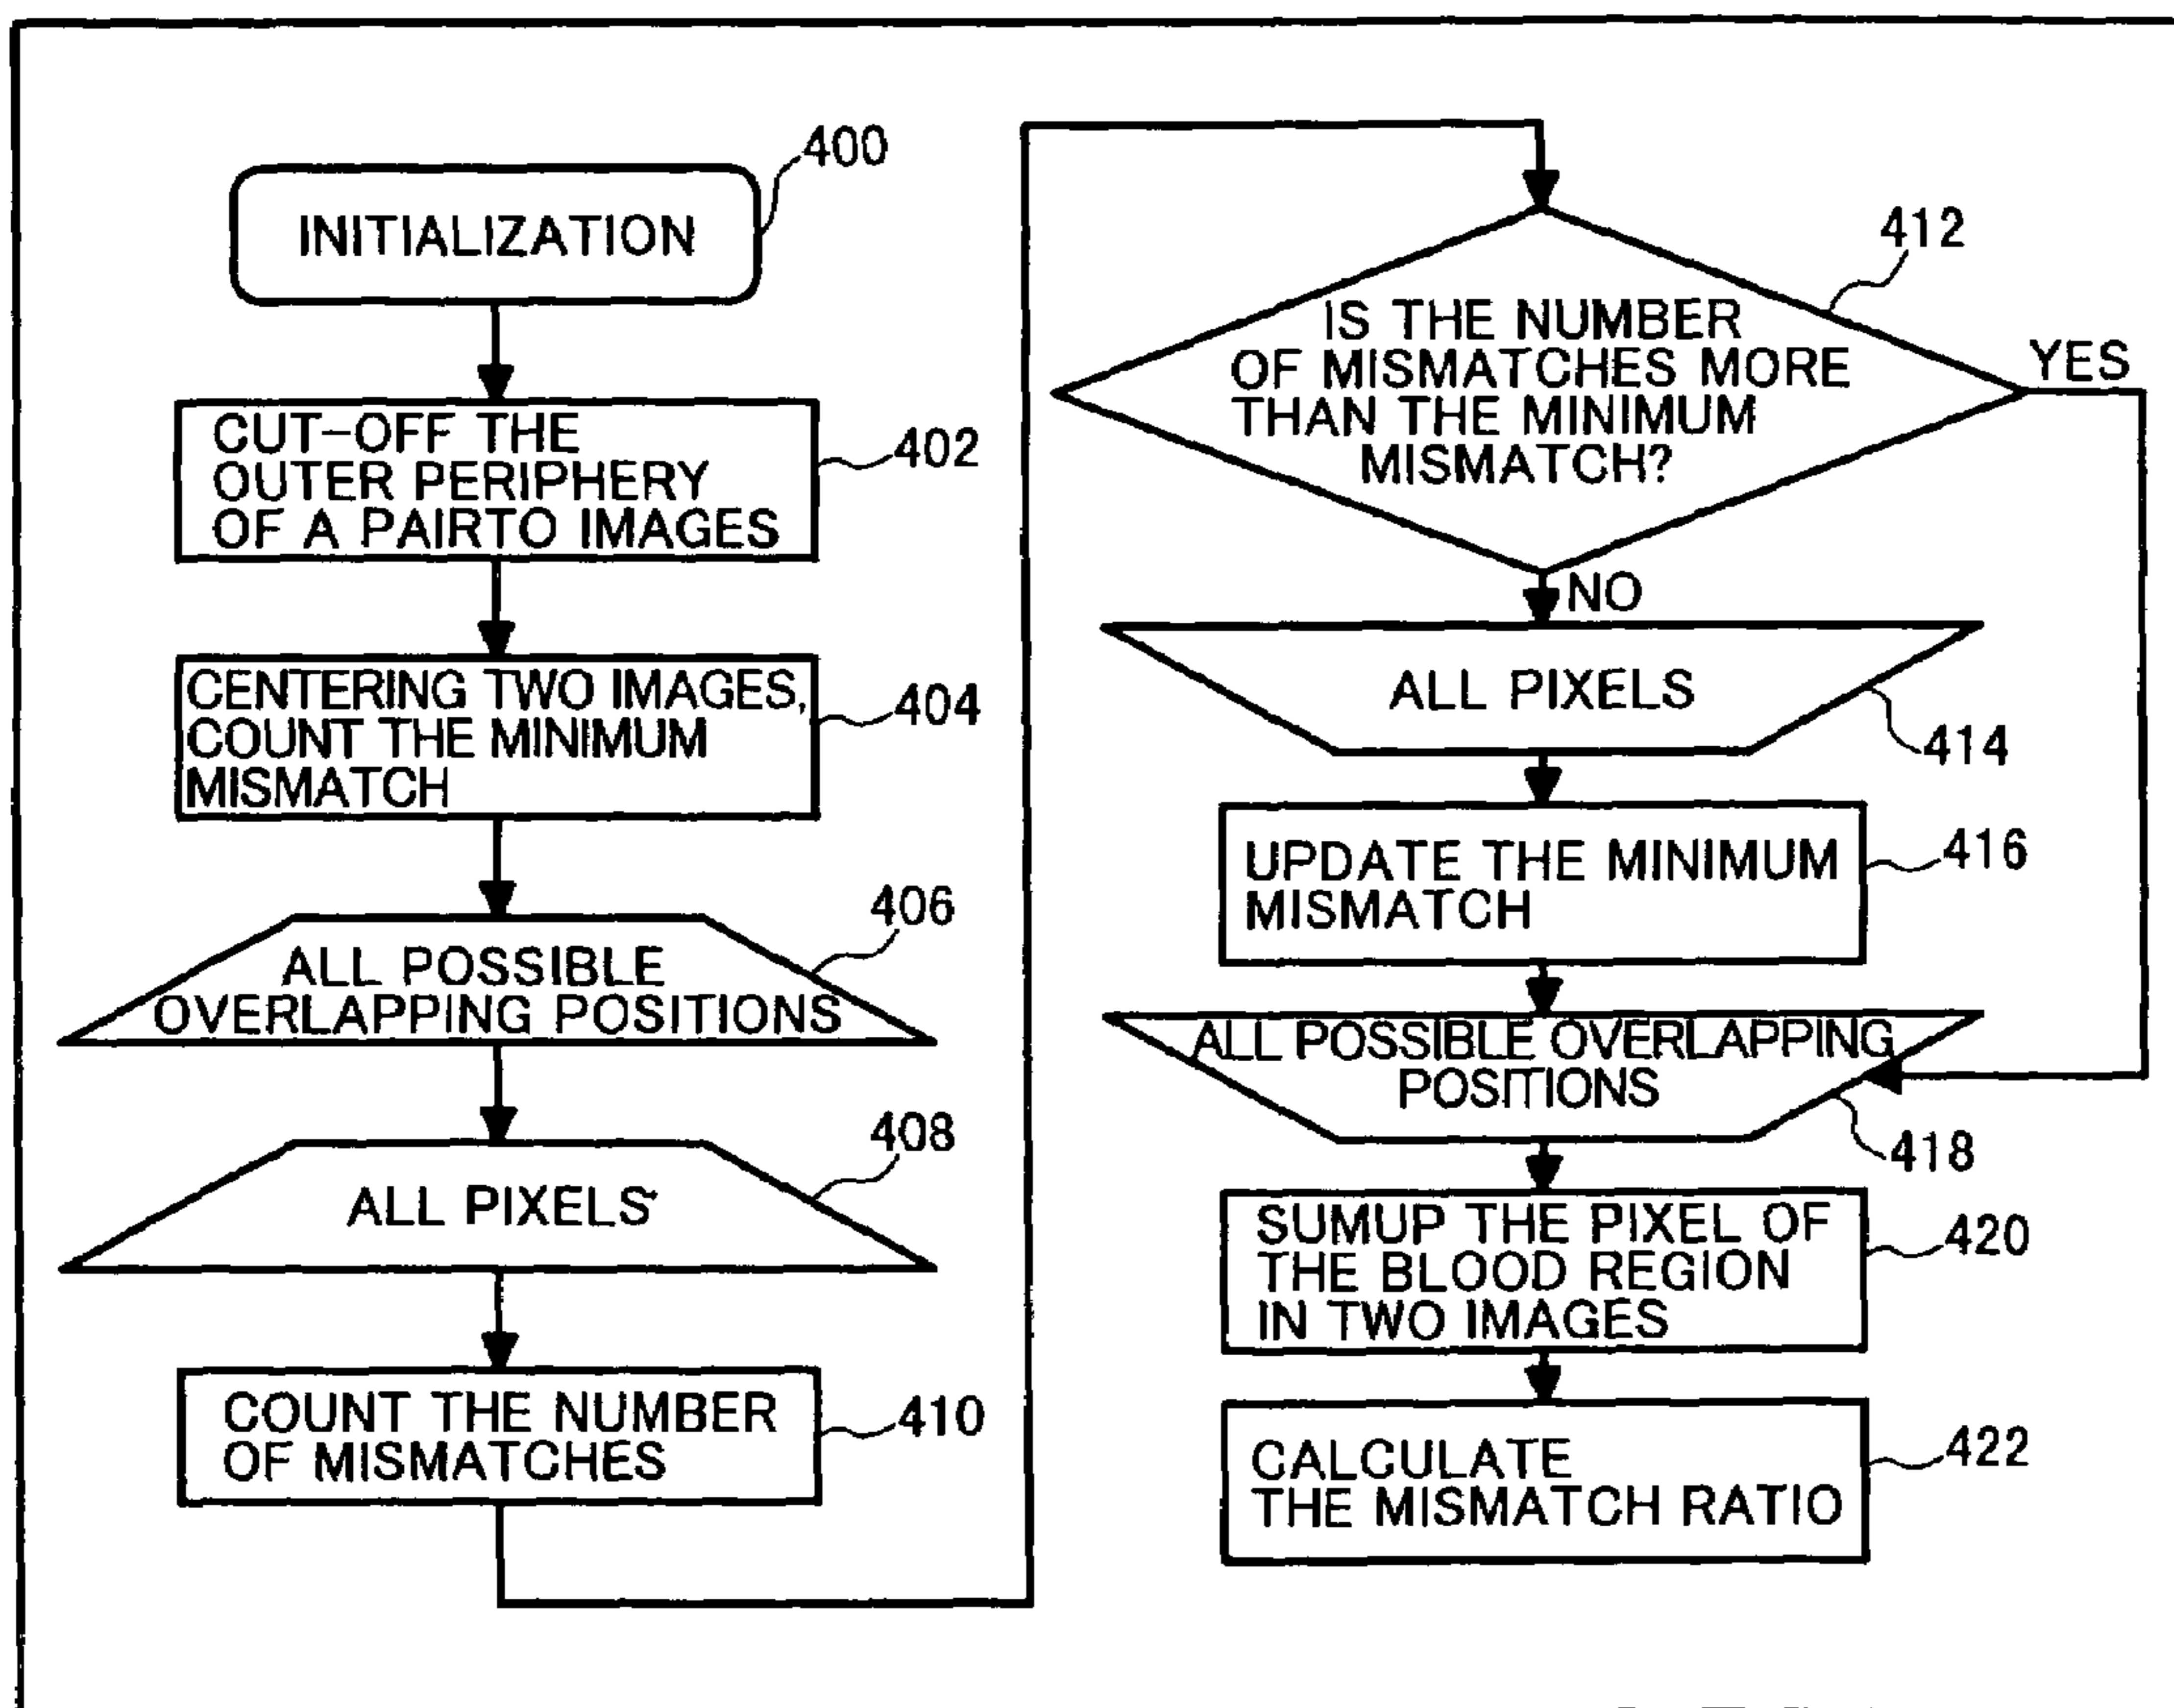 INITIALIZATION
400
CUT-OFF THE
OUTER PERIPHERY
OF A PAIRTO IMAGES
402
CENTERING TWO IMAGES,
COUNT THE MINIMUM
MISMATCH
404
ALL POSSIBLE
OVERLAPPING POSITIONS
406
ALL PIXELS
408
COUNT THE NUMBER
OF MISMATCHES
410
IS THE NUMBER
OF MISMATCHES MORE
THAN THE MINIMUM
MISMATCH?
412
YES
NO
ALL PIXELS
414
UPDATE THE MINIMUM
MISMATCH
416
ALL POSSIBLE OVERLAPPING
POSITIONS
418
SUMUP THE PIXEL OF
THE BLOOD REGION
IN TWO IMAGES
420
CALCULATE
THE MISMATCH RATIO
422